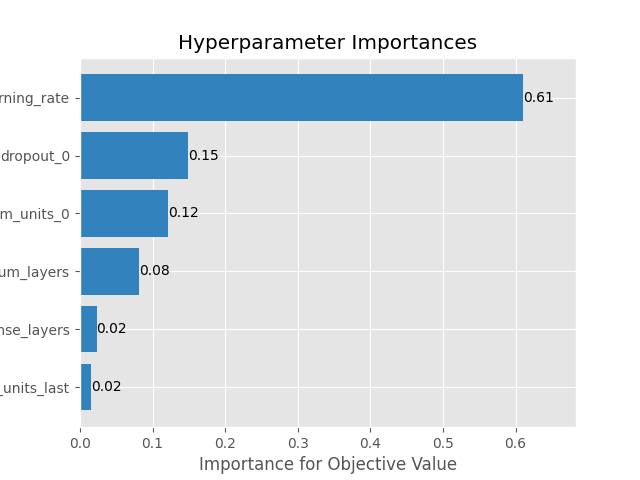 Hyperparameter Importances
rning_rate
0.61
dropout_0
0.15
m_units_0
0.12
um_layers
0.08
nse_layers
0.02
_units_last
0.02
0.0 0.1 0.2 0.3 0.4 0.5 0.6
Importance for Objective Value